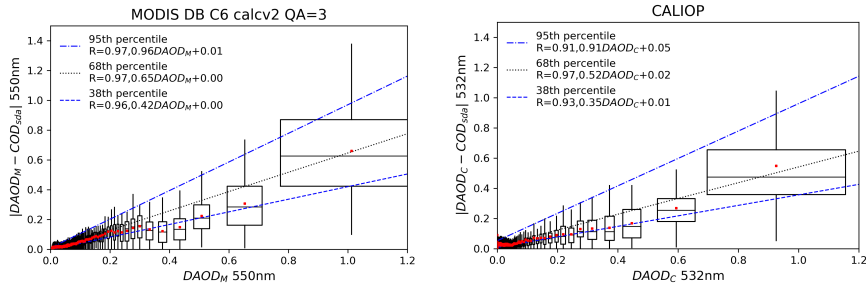 MODIS DB C6 calcv2 QA=3
95th percentile
R=0.97,0.96DAOD_M+0.01
68th percentile
R=0.97,0.65DAOD_M+0.00
38th percentile
R=0.96,0.42DAOD_M+0.00
|DAOD_M − COD_sda| 550nm
1.4
1.2
1.0
0.8
0.6
0.4
0.2
0.0
0.0 0.2 0.4 0.6 0.8 1.0 1.2
DAOD_M 550nm
CALIOP
95th percentile
R=0.91,0.91DAOD_C+0.05
68th percentile
R=0.97,0.52DAOD_C+0.02
38th percentile
R=0.93,0.35DAOD_C+0.01
|DAOD_C − COD_sda| 532nm
1.4
1.2
1.0
0.8
0.6
0.4
0.2
0.0
0.0 0.2 0.4 0.6 0.8 1.0 1.2
DAOD_C 532nm